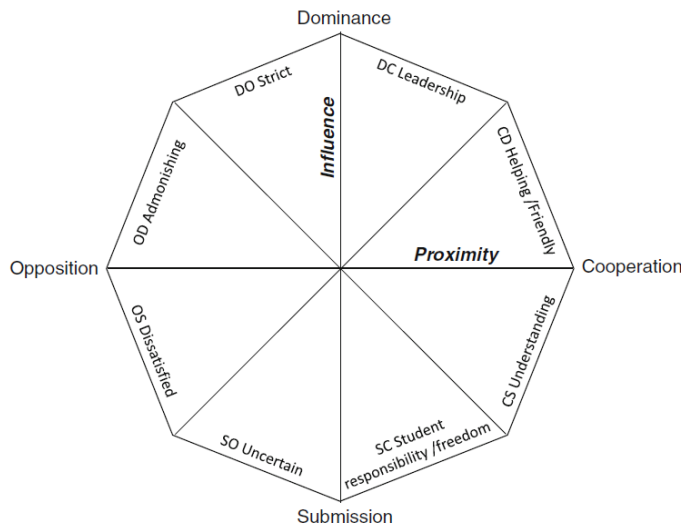 Dominance
DO Strict
DC Leadership
Influence
OD Admonishing
CD Helping /Friendly
Opposition
Proximity
Cooperation
OS Dissatisfied
CS Understanding
SO Uncertain
SC Student
responsibility /freedom
Submission